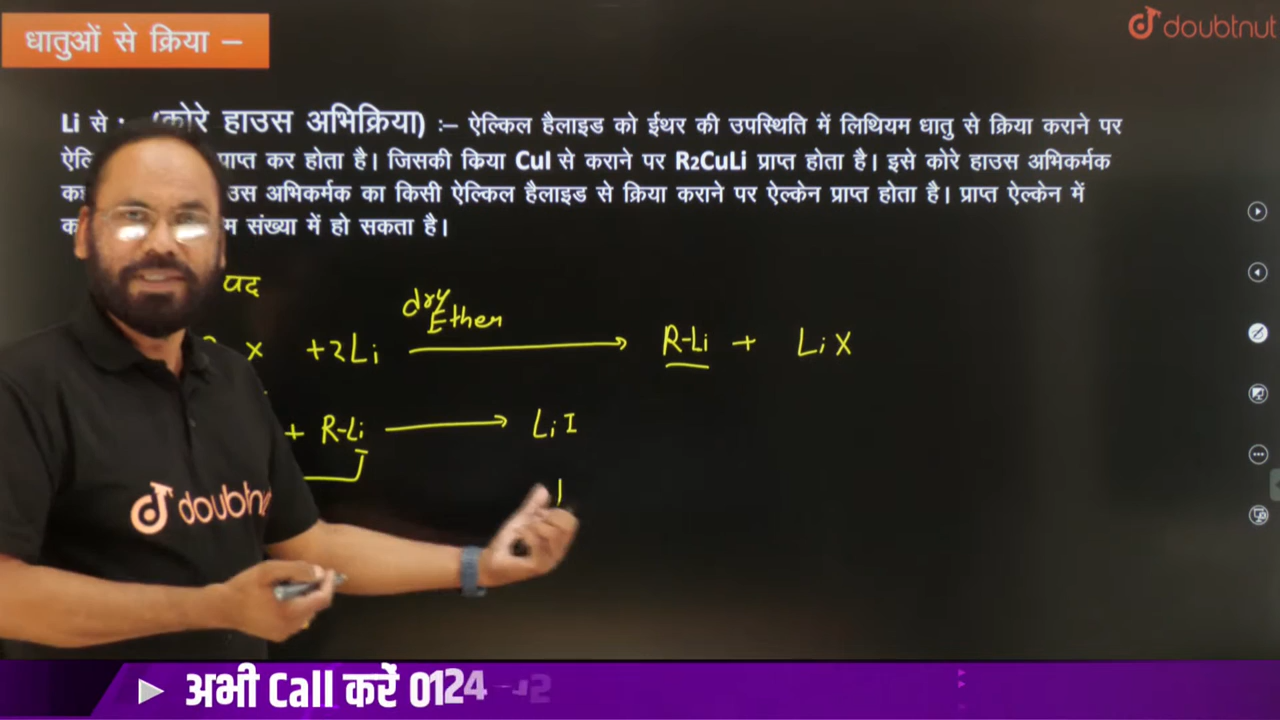 धातुओं से क्रिया –
doubtnut
Li से : कोरे हाउस अभिक्रिया) :– ऐल्किल हैलाइड को ईथर की उपस्थिति में लिथियम धातु से क्रिया कराने पर
प्राप्त कर होता है। जिसकी किया CuI से कराने पर R2CuLi प्राप्त होता है। इसे कोरे हाउस अभिकर्मक
उस अभिकर्मक का किसी ऐल्किल हैलाइड से क्रिया कराने पर ऐल्केन प्राप्त होता है। प्राप्त ऐल्केन में
म संख्या में हो सकता है।
पद
x +2Li dry Ether R-Li + LiX
+ R-Li LiI
doubtnu
अभी Call करें 0124